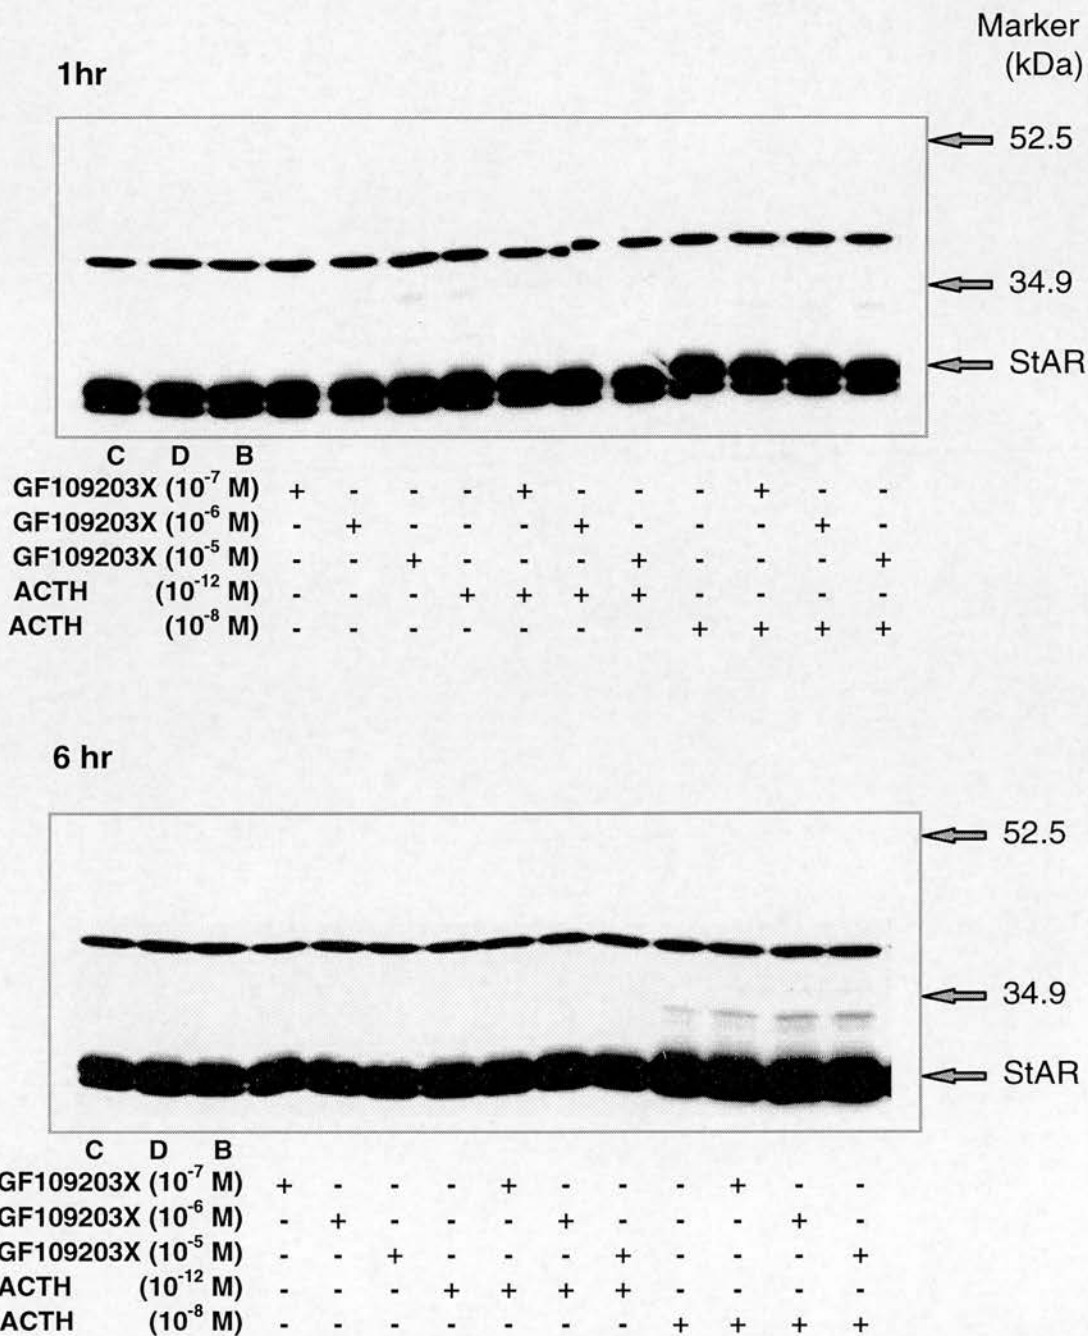 Marker
(kDa)
1hr
52.5
34.9
StAR
C D B
GF109203X (10⁻⁷ M) + - - - + - - - + - -
GF109203X (10⁻⁶ M) - + - - - + - - - + -
GF109203X (10⁻⁵ M) - - + - - - + - - - +
ACTH (10⁻¹² M) - - - + + + + - - - -
ACTH (10⁻⁸ M) - - - - - - - + + + +
6 hr
52.5
34.9
StAR
C D B
GF109203X (10⁻⁷ M) + - - - + - - - + - -
GF109203X (10⁻⁶ M) - + - - - + - - - + -
GF109203X (10⁻⁵ M) - - + - - - + - - - +
ACTH (10⁻¹² M) - - - + + + + - - - -
ACTH (10⁻⁸ M) - - - - - - - + + + +